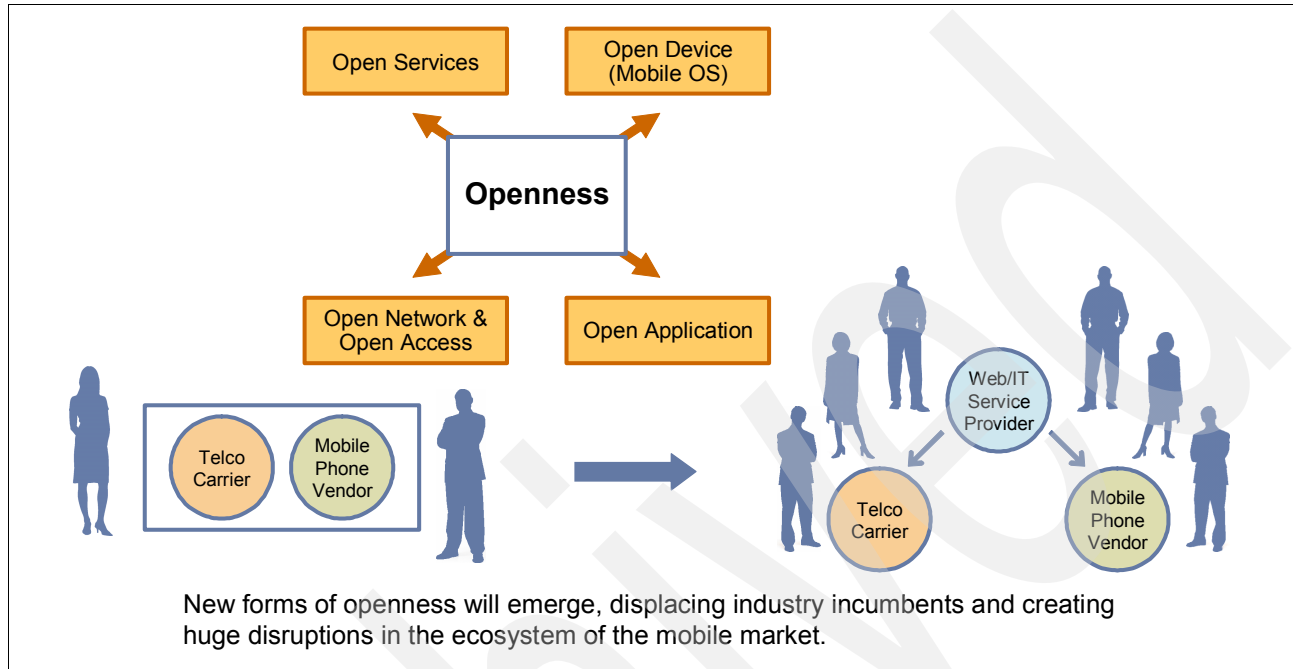 Open Services
Open Device
(Mobile OS)
Openness
Open Network &
Open Access
Open Application
Telco
Carrier
Mobile
Phone
Vendor
Web/IT
Service
Provider
Telco
Carrier
Mobile
Phone
Vendor
New forms of openness will emerge, displacing industry incumbents and creating
huge disruptions in the ecosystem of the mobile market.